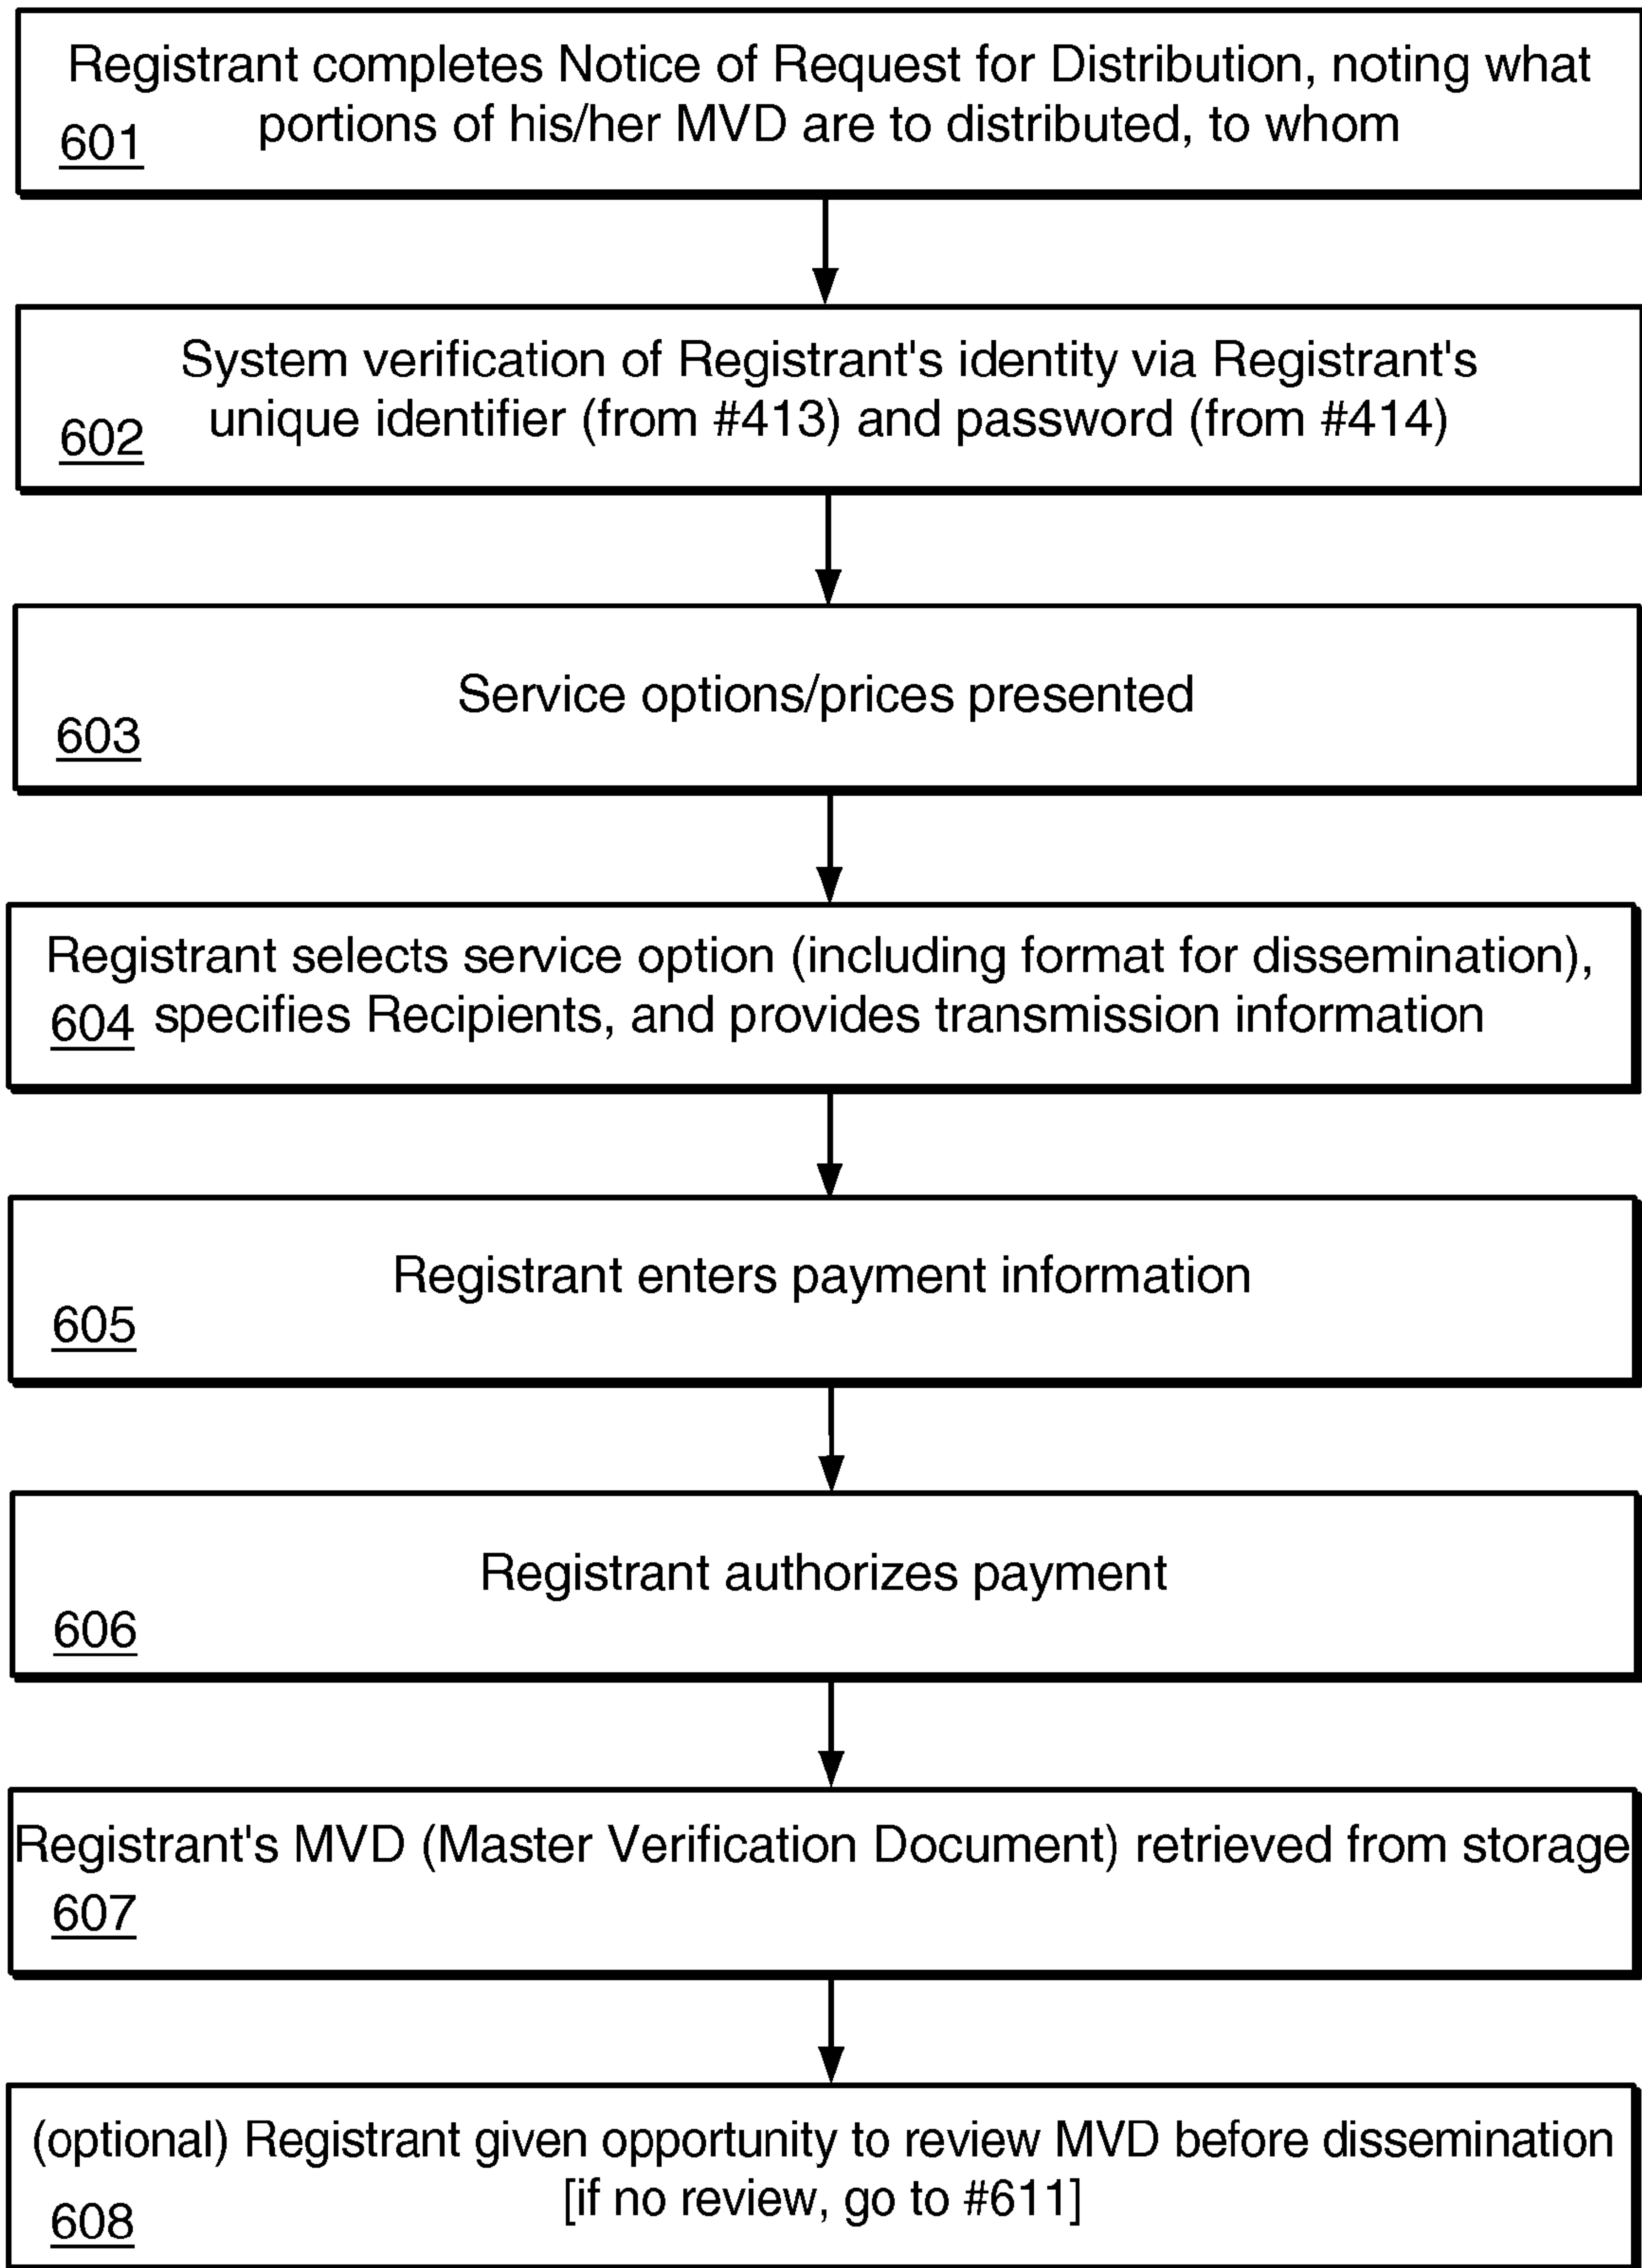 Registrant completes Notice of Request for Distribution, noting what
portions of his/her MVD are to distributed, to whom
601
System verification of Registrant's identity via Registrant's
unique identifier (from #413) and password (from #414)
602
Service options/prices presented
603
Registrant selects service option (including format for dissemination),
604 specifies Recipients, and provides transmission information
Registrant enters payment information
605
Registrant authorizes payment
606
Registrant's MVD (Master Verification Document) retrieved from storage
607
(optional) Registrant given opportunity to review MVD before dissemination
[if no review, go to #611]
608